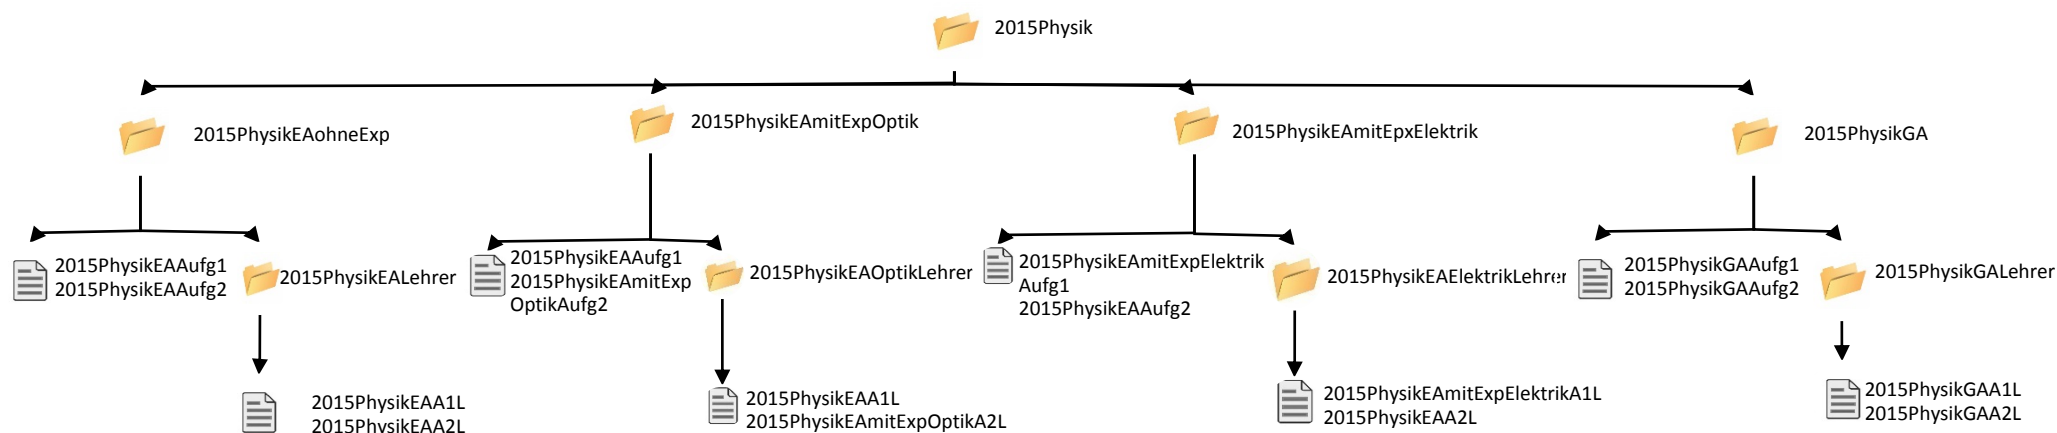 2015Physik
2015PhysikEAohneExp
2015PhysikEAmitExpOptik
2015PhysikEAmitEpxElektrik
2015PhysikGA
2015PhysikEAAufg1
2015PhysikEAAufg2
2015PhysikEALehrer
2015PhysikEAAufg1
2015PhysikEAmitExp
OptikAufg2
2015PhysikEAOptikLehrer
2015PhysikEAmitExpElektrik
Aufg1
2015PhysikEAAufg2
2015PhysikEAElektrikLehrer
2015PhysikGAAufg1
2015PhysikGAAufg2
2015PhysikGALehrer
2015PhysikEAA1L
2015PhysikEAA2L
2015PhysikEAA1L
2015PhysikEAmitExpOptikA2L
2015PhysikEAmitExpElektrikA1L
2015PhysikEAA2L
2015PhysikGAA1L
2015PhysikGAA2L